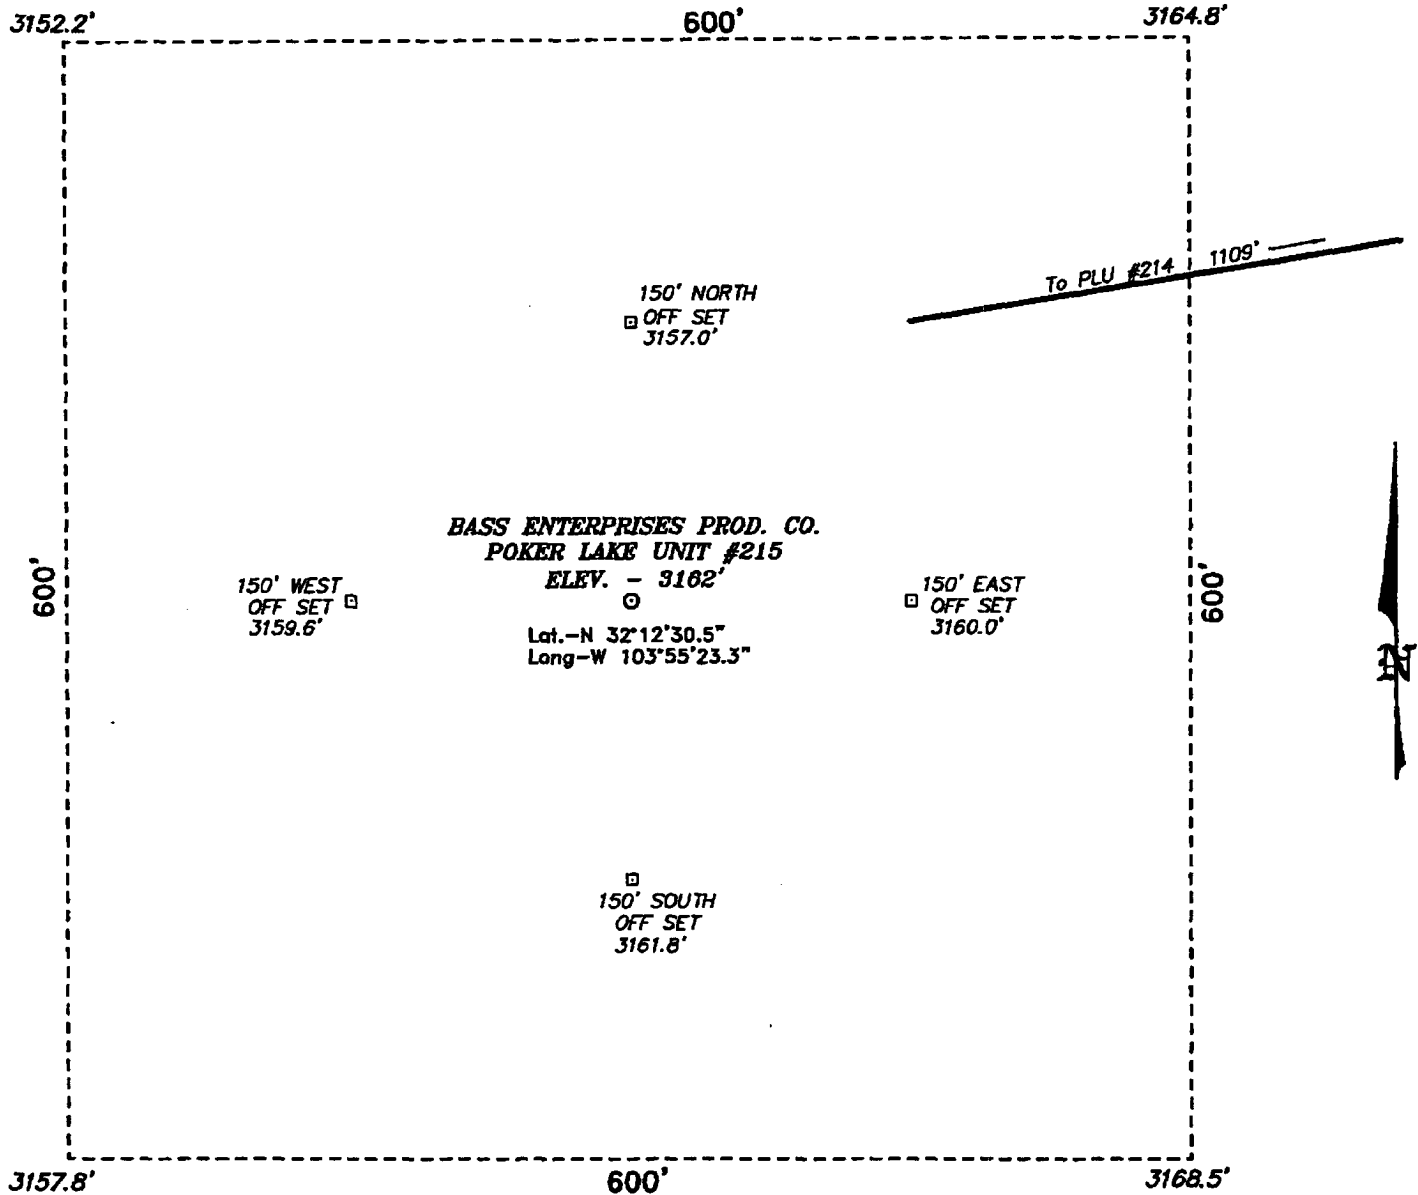 3152.2'
600'
3164.8'
To PLU #214
1109'
150' NORTH
OFF SET
3157.0'
BASS ENTERPRISES PROD. CO.
POKER LAKE UNIT #215
ELEV. - 3162'
Lat.-N 32°12'30.5"
Long-W 103°55'23.3"
600'
150' WEST
OFF SET
3159.6'
150' EAST
OFF SET
3160.0'
600'
N
150' SOUTH
OFF SET
3161.8'
3157.8'
600'
3168.5'